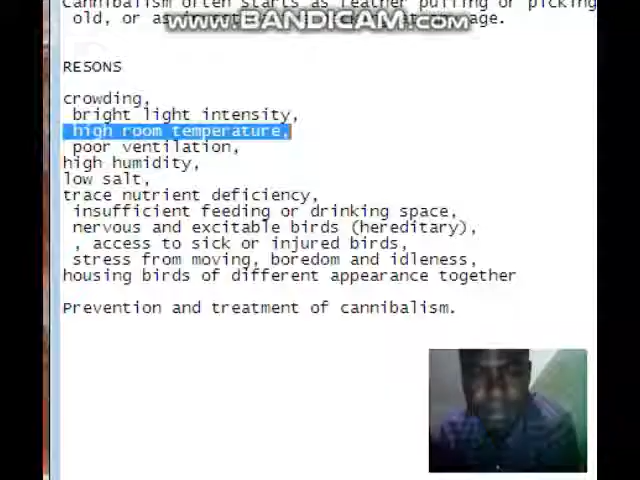 Cannibalism often starts as feather pulling or picking
www.BANDICAM.com
old, or as
RESONS
crowding,
bright light intensity,
high room temperature,
poor ventilation,
high humidity,
low salt,
trace nutrient deficiency,
insufficient feeding or drinking space,
nervous and excitable birds (hereditary),
, access to sick or injured birds,
stress from moving, boredom and idleness,
housing birds of different appearance together
Prevention and treatment of cannibalism.